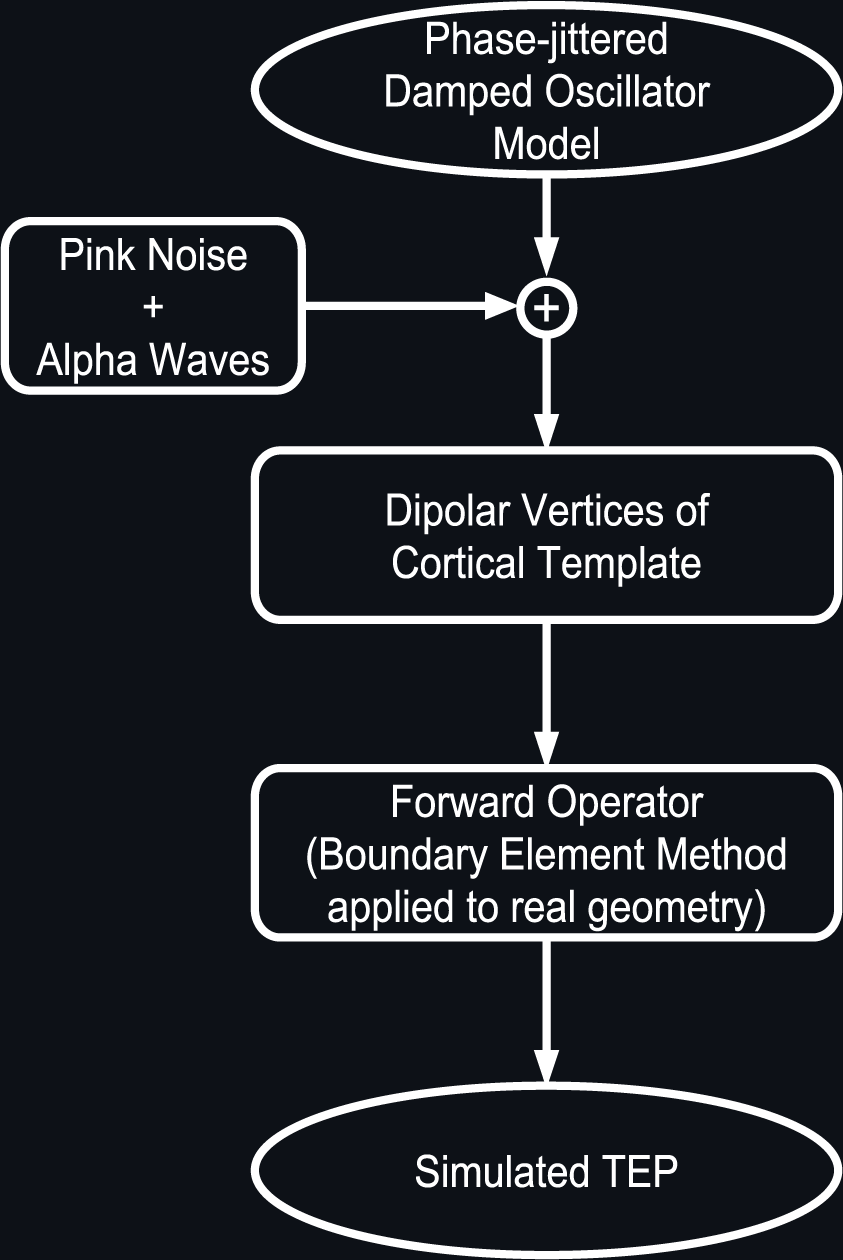 Phase-jittered
Damped Oscillator
Model
Pink Noise
+
Alpha Waves
+
Dipolar Vertices of
Cortical Template
Forward Operator
(Boundary Element Method
applied to real geometry)
Simulated TEP